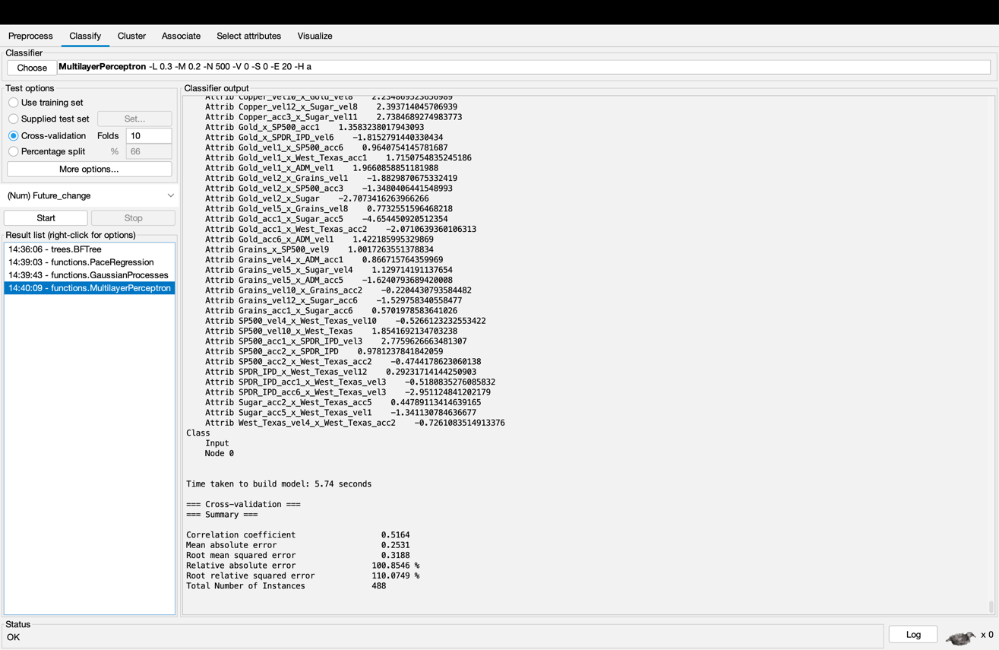 Preprocess Classify Cluster Associate Select attributes Visualize
Classifier
Choose MultilayerPerceptron -L 0.3 -M 0.2 -N 500 -V 0 -S 0 -E 20 -H a
Test options
Use training set
Supplied test set Set...
Cross-validation Folds 10
Percentage split % 66
More options...
(Num) Future_change
Start Stop
Result list (right-click for options)
14:36:06 - trees.BFTree
14:39:03 - functions.PaceRegression
14:39:43 - functions.GaussianProcesses
14:40:09 - functions.MultilayerPerceptron
Classifier output
Attrib Copper_vel10_x_Gold_vel8 2.234869523656989
Attrib Copper_vel12_x_Sugar_vel8 2.393714045706939
Attrib Copper_acc3_x_Sugar_vel11 2.7384689274983773
Attrib Gold_x_SP500_acc1 1.3583238017943093
Attrib Gold_x_SPDR_IPD_vel6 -1.8152791440330434
Attrib Gold_vel1_x_SP500_acc6 0.9640754145781687
Attrib Gold_vel1_x_West_Texas_acc1 1.7150754835245186
Attrib Gold_vel1_x_ADM_vel1 1.9660858851181988
Attrib Gold_vel2_x_Grains_vel1 -1.8829870675332419
Attrib Gold_vel2_x_SP500_acc3 -1.3480406441548993
Attrib Gold_vel2_x_Sugar -2.7073416263966266
Attrib Gold_vel5_x_Grains_vel8 0.7732551596468218
Attrib Gold_acc1_x_Sugar_acc5 -4.654450920512354
Attrib Gold_acc1_x_West_Texas_acc2 -2.0710639360106313
Attrib Gold_acc6_x_ADM_vel1 1.422185995329869
Attrib Grains_x_SP500_vel9 1.0017263551378834
Attrib Grains_vel4_x_ADM_acc1 0.866715764359969
Attrib Grains_vel5_x_Sugar_vel4 1.129714191137654
Attrib Grains_vel5_x_ADM_acc5 -1.6240793689420008
Attrib Grains_vel10_x_Grains_acc2 -0.2204430793584482
Attrib Grains_vel12_x_Sugar_acc6 -1.529758340558477
Attrib Grains_acc1_x_Sugar_acc6 0.5701978583641026
Attrib SP500_vel4_x_West_Texas_vel10 -0.5266123232553422
Attrib SP500_vel10_x_West_Texas 1.8541692134703238
Attrib SP500_acc1_x_SPDR_IPD_vel3 2.7759626663481307
Attrib SP500_acc2_x_SPDR_IPD 0.9781237841842059
Attrib SP500_acc2_x_West_Texas_acc2 -0.4744178623060138
Attrib SPDR_IPD_x_West_Texas_vel12 0.29231714144250903
Attrib SPDR_IPD_acc1_x_West_Texas_vel3 -0.5180835276085832
Attrib SPDR_IPD_acc6_x_West_Texas_vel3 -2.951124841202179
Attrib Sugar_acc2_x_West_Texas_acc5 0.44789113414639165
Attrib Sugar_acc5_x_West_Texas_vel1 -1.341130784636677
Attrib West_Texas_vel4_x_West_Texas_acc2 -0.7261083514913376
Class
Input
Node 0
Time taken to build model: 5.74 seconds
=== Cross-validation ===
=== Summary ===
Correlation coefficient 0.5164
Mean absolute error 0.2531
Root mean squared error 0.3188
Relative absolute error 100.8546 %
Root relative squared error 110.0749 %
Total Number of Instances 488
Status
OK
Log x 0